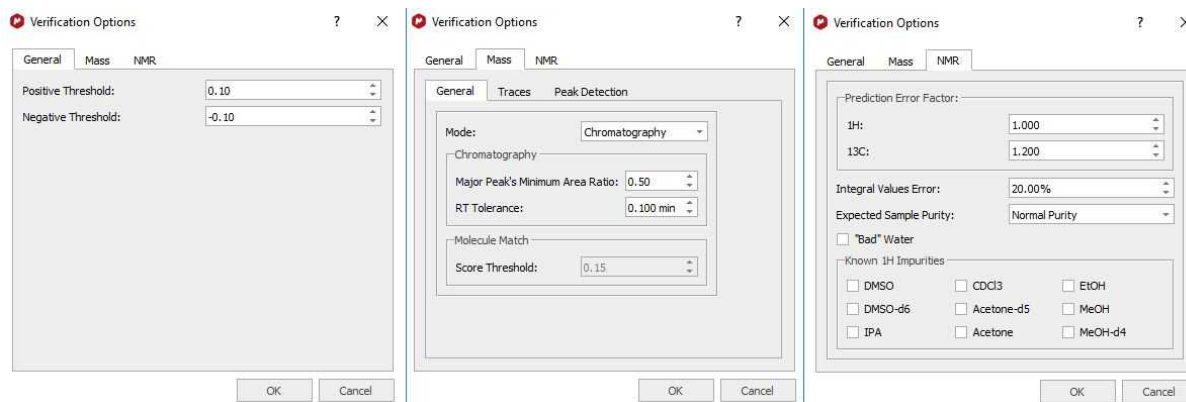 Verification Options ? X
General Mass NMR
Positive Threshold: 0.10
Negative Threshold: -0.10
OK Cancel
Verification Options ? X
General Mass NMR
General Traces Peak Detection
Mode: Chromatography
Chromatography
Major Peak's Minimum Area Ratio: 0.50
RT Tolerance: 0.100 min
Molecule Match
Score Threshold: 0.15
OK Cancel
Verification Options ? X
General Mass NMR
Prediction Error Factor:
1H: 1.000
13C: 1.200
Integral Values Error: 20.00%
Expected Sample Purity: Normal Purity
"Bad" Water
Known 1H Impurities
DMSO CDCl3 EtOH
DMSO-d6 Acetone-d5 MeOH
IPA Acetone MeOH-d4
OK Cancel